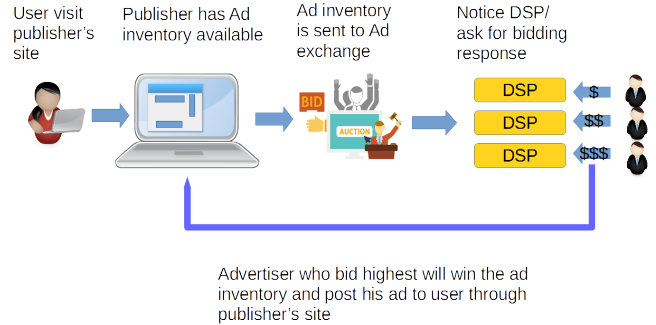 User visit
publisher's
site
Publisher has Ad
inventory available
Ad inventory
is sent to Ad
exchange
Notice DSP/
ask for bidding
response
BID
AUCTION
DSP
$
DSP
$$
DSP
$$$
Advertiser who bid highest will win the ad
inventory and post his ad to user through
publisher's site